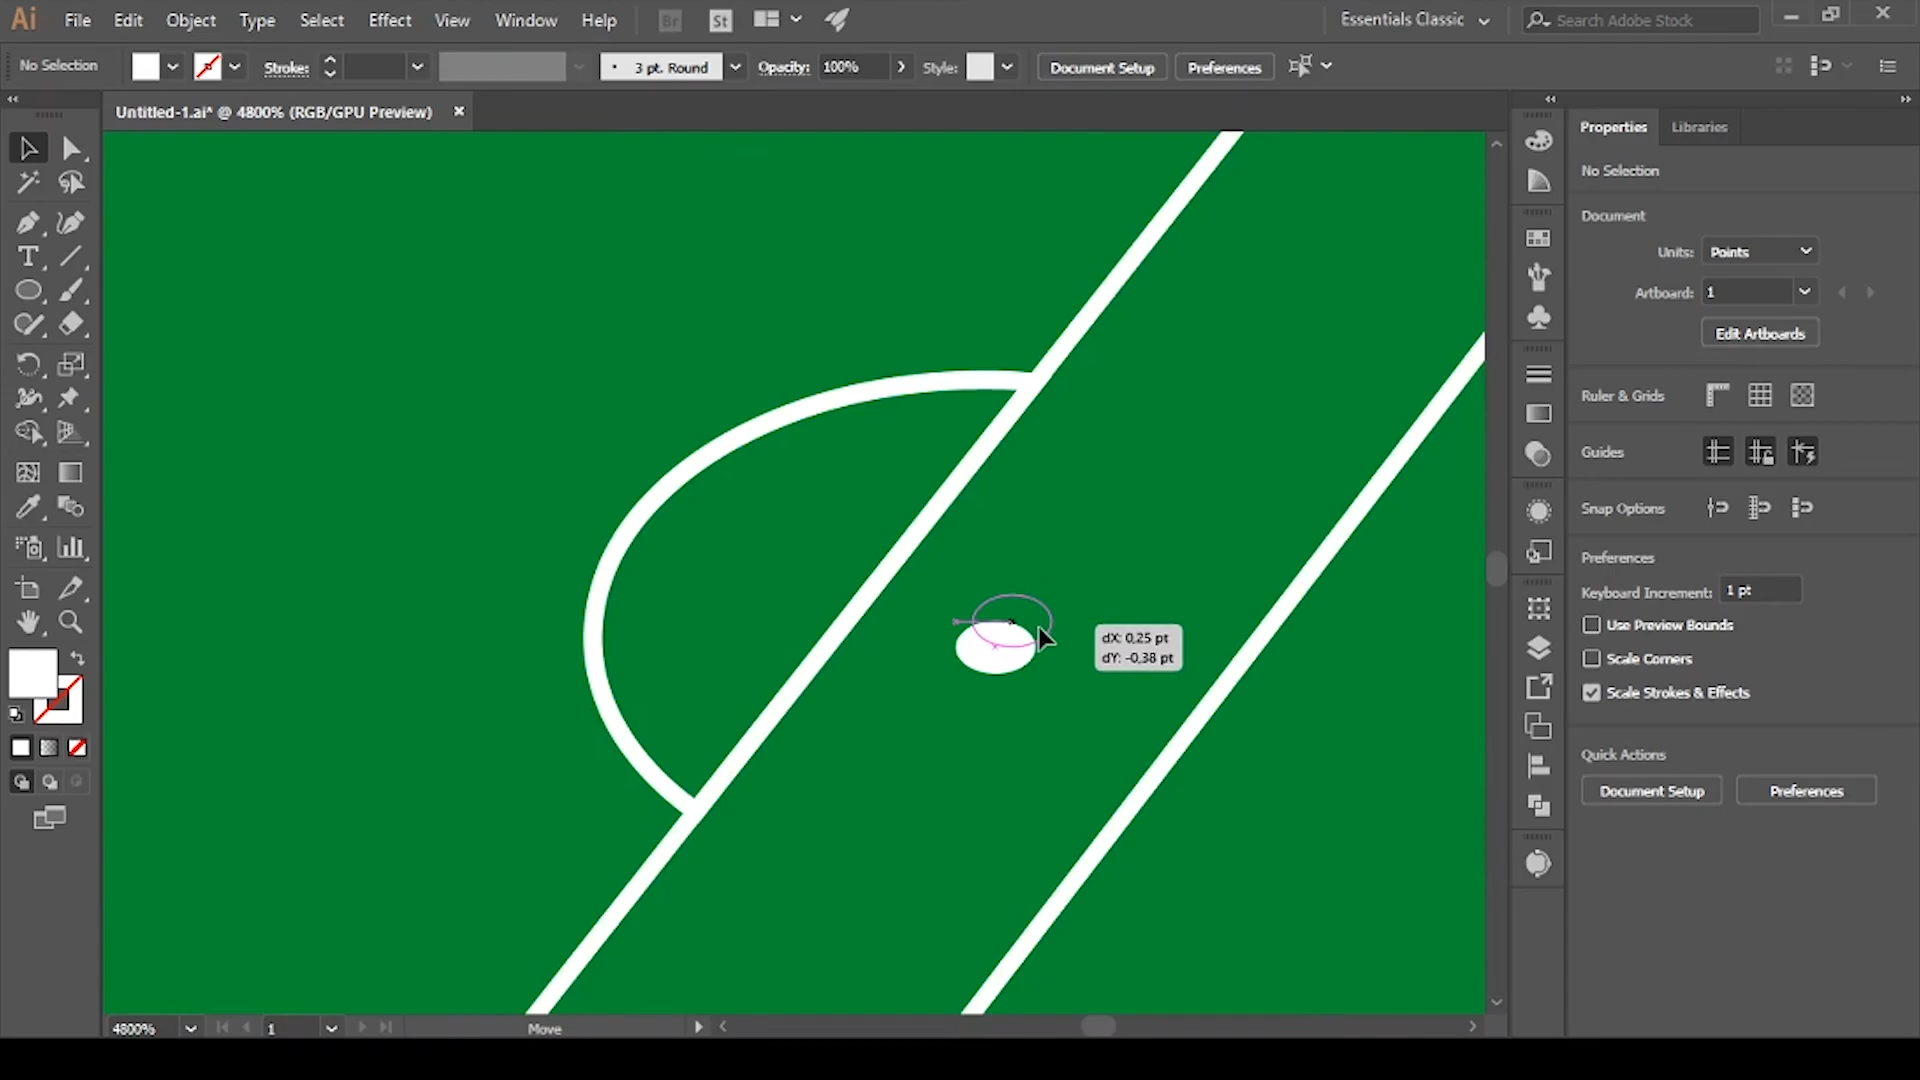 Ai File Edit Object Type Select Effect View Window Help Br St Essentials Classic Search Adobe Stock
No Selection Stroke: 3 pt. Round Opacity: 100% Style: Document Setup Preferences
Untitled-1.ai* @ 4800% (RGB/GPU Preview)
Properties Libraries
No Selection
Document
Units: Points
Artboard: 1
Edit Artboards
Ruler & Grids
Guides
Snap Options
Preferences
Keyboard Increment: 1 pt
Use Preview Bounds
Scale Corners
Scale Strokes & Effects
Quick Actions
Document Setup Preferences
dX: 0,25 pt
dY: -0,38 pt
T
4800% 1 Move